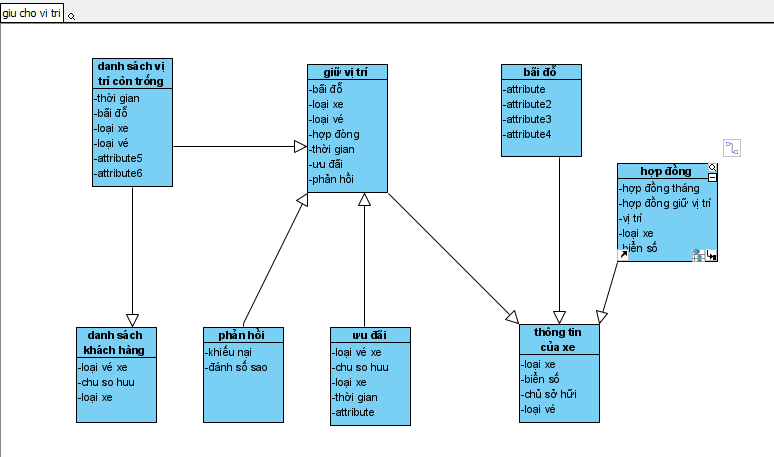 giu cho vi tri
danh sách vị
trí còn trống
-thời gian
-bãi đỗ
-loại xe
-loại vé
-attribute5
-attribute6
giữ vị trí
-bãi đỗ
-loại xe
-loại vé
-hợp đòng
-thời gian
-ưu đãi
-phản hồi
bãi đỗ
-attribute
-attribute2
-attribute3
-attribute4
hợp đồng
-hợp đồng tháng
-hợp đồng giữ vị trí
-vị trí
-loại xe
-biển số
danh sách
khách hàng
-loại vé xe
-chu so huu
-loại xe
phản hồi
-khiếu nại
-đánh số sao
ưu đãi
-loại vé xe
-chu so huu
-loại xe
-thời gian
-attribute
thông tin
của xe
-loại xe
-biển số
-chủ sở hữi
-loại vé